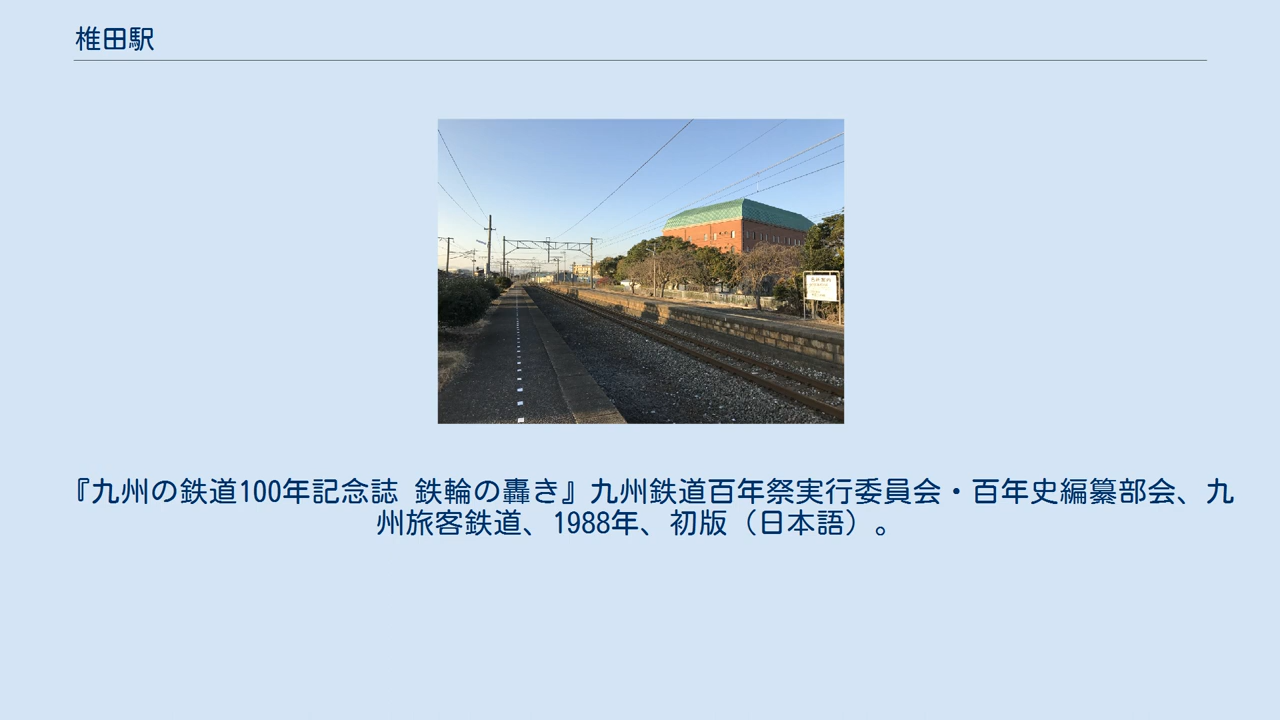 椎田駅
『九州の鉄道100年記念誌 鉄輪の轟き』九州鉄道百年祭実行委員会・百年史編纂部会、九
州旅客鉄道、1988年、初版（日本語）。